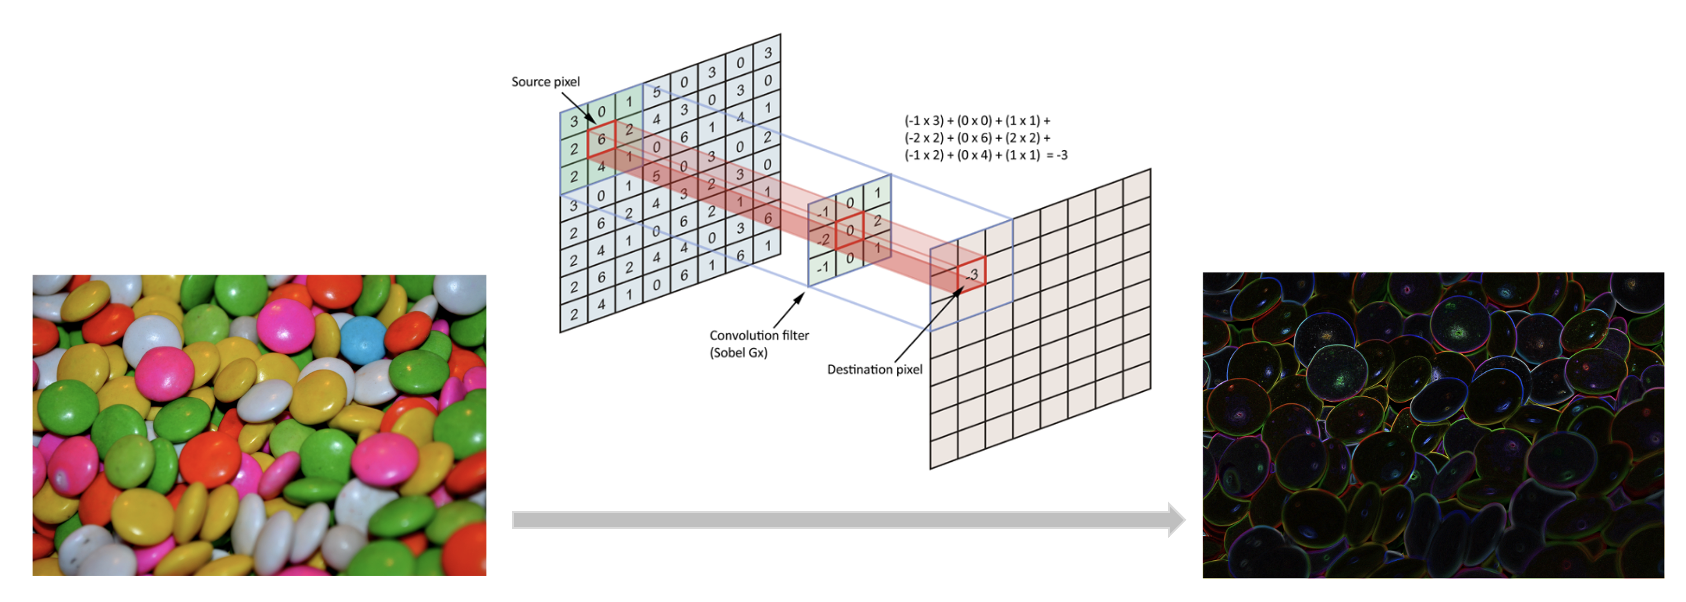 Source pixel
3 0 1 5 0 3 0 3
2 6 2 4 3 0 3 0
2 4 1 0 6 1 4 1
3 0 1 5 0 3 0 2
2 6 2 4 3 2 3
2 4 1 0 6 2 1 1
2 6 2 4 4 0 3 6
2 4 1 0 6 1 6 1
-1 0 1
-2 0 2
-1 0 1
Convolution filter
(Sobel Gx)
(-1 x 3) + (0 x 0) + (1 x 1) +
(-2 x 2) + (0 x 6) + (2 x 2) +
(-1 x 2) + (0 x 4) + (1 x 1) = -3
-3
Destination pixel